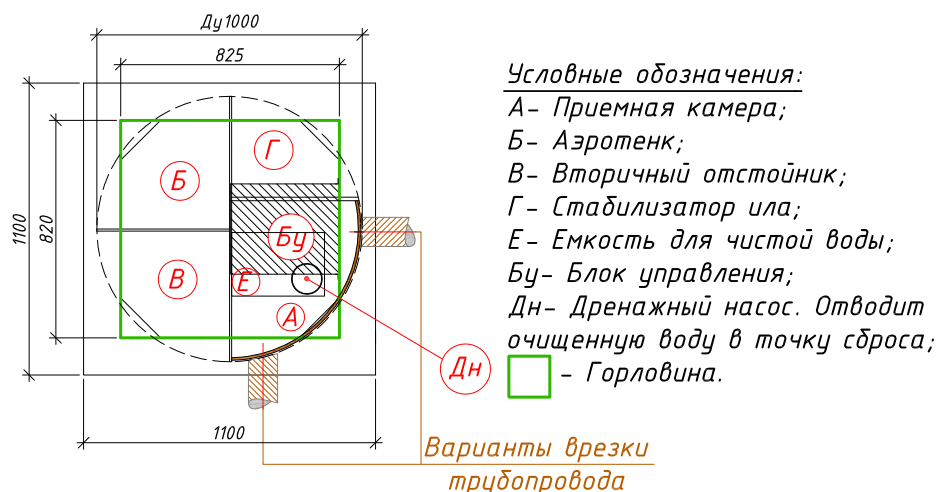 Ду1000
825
1100
820
Б
Г
Бу
В
Е
А
Дн
1100
Условные обозначения:
А- Приемная камера;
Б- Аэротенк;
В- Вторичный отстойник;
Г- Стабилизатор ила;
Е- Емкость для чистой воды;
Бу- Блок управления;
Дн- Дренажный насос. Отводит
очищенную воду в точку сброса;
- Горловина.
Варианты врезки
трубопровода